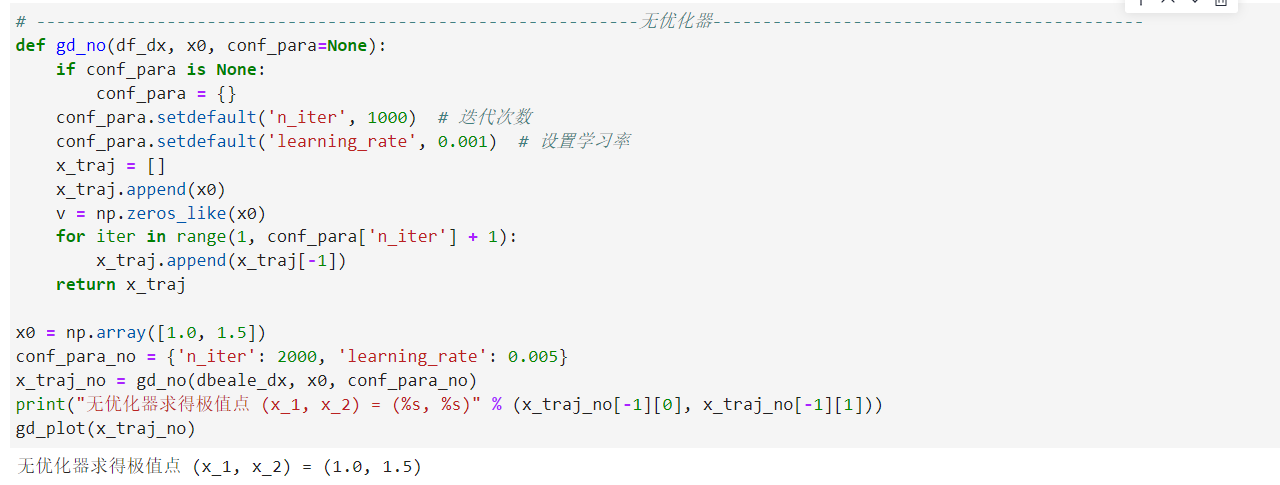 # ------------------------------------------------------------无优化器-------------------------------------------
def gd_no(df_dx, x0, conf_para=None):
    if conf_para is None:
        conf_para = {}
    conf_para.setdefault('n_iter', 1000)  # 迭代次数
    conf_para.setdefault('learning_rate', 0.001)  # 设置学习率
    x_traj = []
    x_traj.append(x0)
    v = np.zeros_like(x0)
    for iter in range(1, conf_para['n_iter'] + 1):
        x_traj.append(x_traj[-1])
    return x_traj
x0 = np.array([1.0, 1.5])
conf_para_no = {'n_iter': 2000, 'learning_rate': 0.005}
x_traj_no = gd_no(dbeale_dx, x0, conf_para_no)
print("无优化器求得极值点 (x_1, x_2) = (%s, %s)" % (x_traj_no[-1][0], x_traj_no[-1][1]))
gd_plot(x_traj_no)
无优化器求得极值点 (x_1, x_2) = (1.0, 1.5)